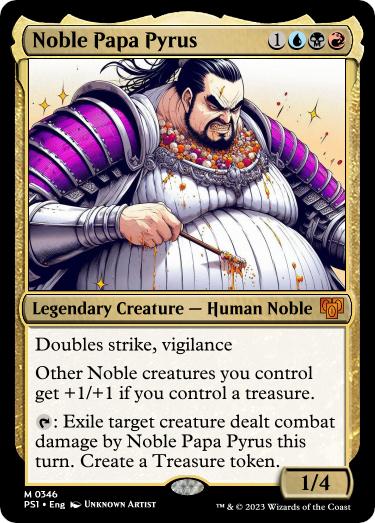 Noble Papa Pyrus 1
Legendary Creature — Human Noble
Doubles strike, vigilance
Other Noble creatures you control
get +1/+1 if you control a treasure.
: Exile target creature dealt combat
damage by Noble Papa Pyrus this
turn. Create a Treasure token.
1/4
M 0346
PS1 • Eng Unknown Artist
™ & © 2023 Wizards of the Coast